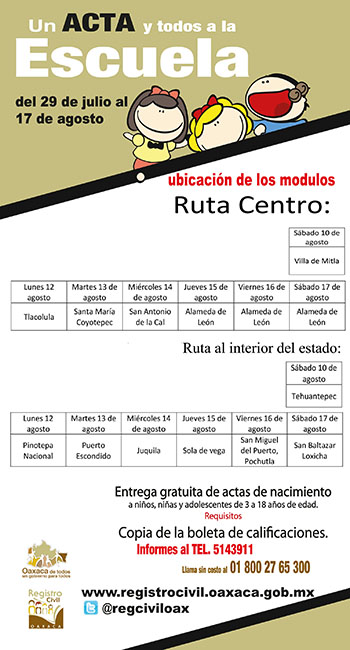 Un ACTA y todos a la
Escuela
del 29 de julio al
17 de agosto
ubicación de los modulos
Ruta Centro:
Sábado 10 de
agosto
Villa de Mitla
Lunes 12
agosto
Martes 13 de
agosto
Miércoles 14
de agosto
Jueves 15 de
agosto
Viernes 16 de
agosto
Sábado 17 de
agosto
Tlacolula
Santa María
Coyotepec
San Antonio
de la Cal
Alameda de
León
Alameda de
León
Alameda de
León
Ruta al interior del estado:
Sábado 10 de
agosto
Tehuantepec
Lunes 12
agosto
Martes 13 de
agosto
Miércoles 14
de agosto
Jueves 15 de
agosto
Viernes 16 de
agosto
Sábado 17 de
agosto
Pinotepa
Nacional
Puerto
Escondido
Juquila
Sola de vega
San Miguel
del Puerto,
Pochutla
San Baltazar
Loxicha
Entrega gratuita de actas de nacimiento
a niños, niñas y adolescentes de 3 a 18 años de edad.
Requisitos
Copia de la boleta de calificaciones.
Informes al TEL. 5143911
Llama sin costo al 01 800 27 65 300
Oaxaca de todos
un gobierno para todos
Registro
Civil
OAXACA
www.registrocivil.oaxaca.gob.mx
@regciviloax